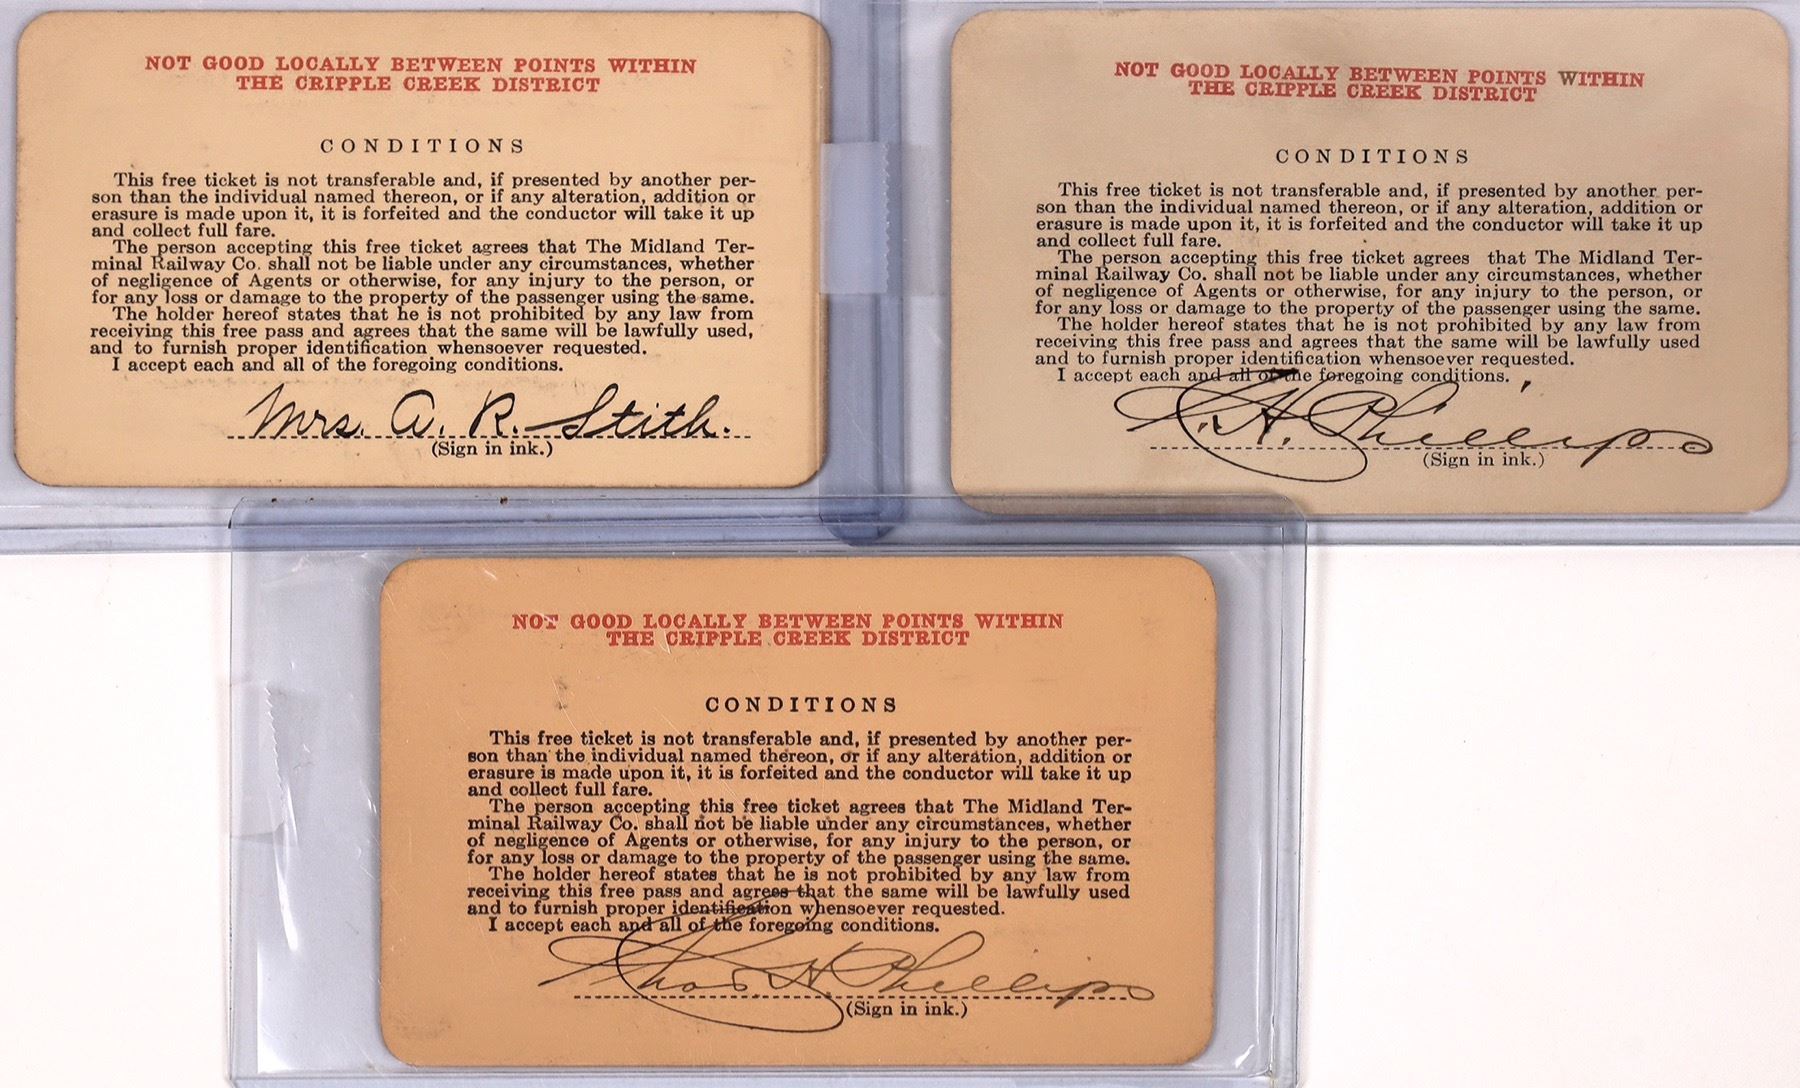 NOT GOOD LOCALLY BETWEEN POINTS WITHIN
THE CRIPPLE CREEK DISTRICT
CONDITIONS
This free ticket is not transferable and, if presented by another per-
son than the individual named thereon, or if any alteration, addition or
erasure is made upon it, it is forfeited and the conductor will take it up
and collect full fare.
The person accepting this free ticket agrees that The Midland Ter-
minal Railway Co. shall not be liable under any circumstances, whether
of negligence of Agents or otherwise, for any injury to the person, or
for any loss or damage to the property of the passenger using the same.
The holder hereof states that he is not prohibited by any law from
receiving this free pass and agrees that the same will be lawfully used,
and to furnish proper identification whensoever requested.
I accept each and all of the foregoing conditions.
Mrs. A. R. Stith.
(Sign in ink.)
NOT GOOD LOCALLY BETWEEN POINTS WITHIN
THE CRIPPLE CREEK DISTRICT
CONDITIONS
This free ticket is not transferable and, if presented by another per-
son than the individual named thereon, or if any alteration, addition or
erasure is made upon it, it is forfeited and the conductor will take it up
and collect full fare.
The person accepting this free ticket agrees that The Midland Ter-
minal Railway Co. shall not be liable under any circumstances, whether
of negligence of Agents or otherwise, for any injury to the person, or
for any loss or damage to the property of the passenger using the same.
The holder hereof states that he is not prohibited by any law from
receiving this free pass and agrees that the same will be lawfully used
and to furnish proper identification whensoever requested.
I accept each and all of the foregoing conditions.
H. Phillips
(Sign in ink.)
NOT GOOD LOCALLY BETWEEN POINTS WITHIN
THE CRIPPLE CREEK DISTRICT
CONDITIONS
This free ticket is not transferable and, if presented by another per-
son than the individual named thereon, or if any alteration, addition or
erasure is made upon it, it is forfeited and the conductor will take it up
and collect full fare.
The person accepting this free ticket agrees that The Midland Ter-
minal Railway Co. shall not be liable under any circumstances, whether
of negligence of Agents or otherwise, for any injury to the person, or
for any loss or damage to the property of the passenger using the same.
The holder hereof states that he is not prohibited by any law from
receiving this free pass and agrees that the same will be lawfully used
and to furnish proper identification whensoever requested.
I accept each and all of the foregoing conditions.
Thos. H. Phillips
(Sign in ink.)